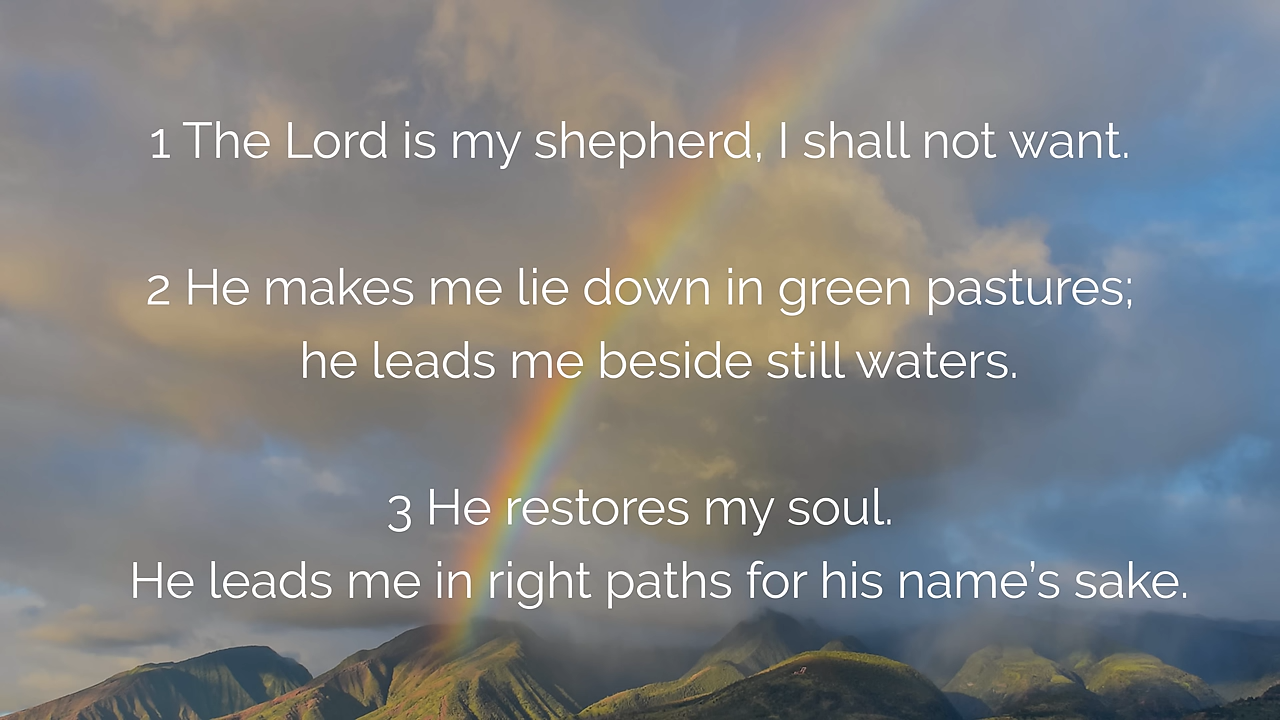 1 The Lord is my shepherd, I shall not want.
2 He makes me lie down in green pastures;
he leads me beside still waters.
3 He restores my soul.
He leads me in right paths for his name’s sake.